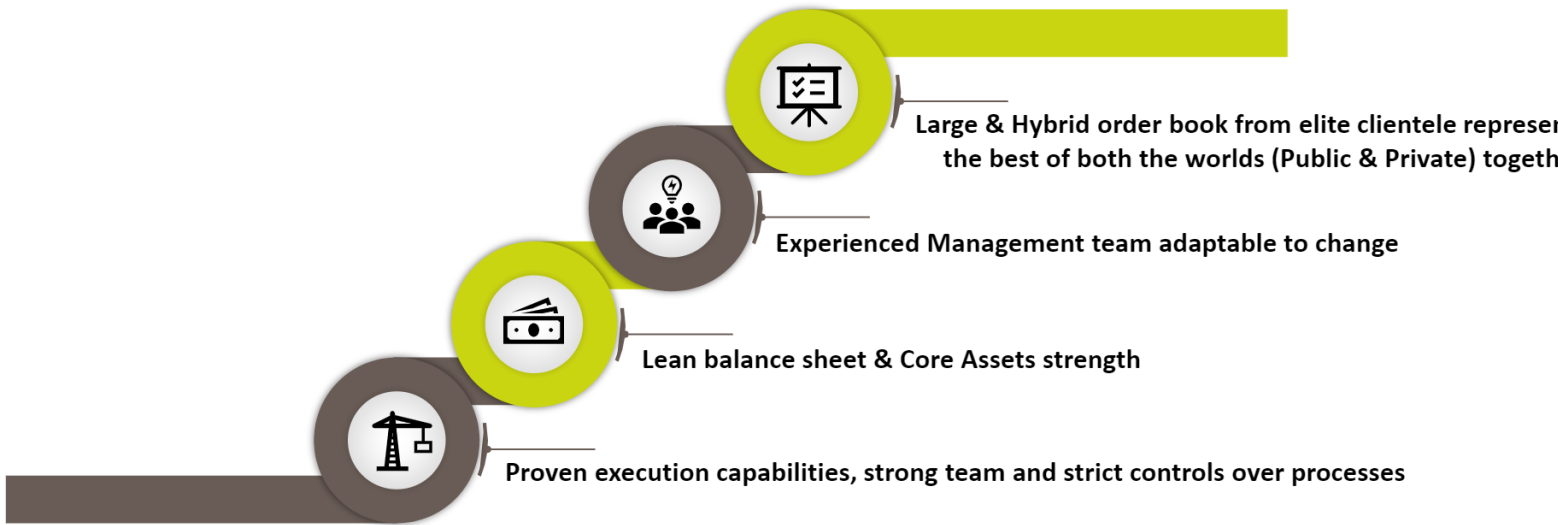 Large & Hybrid order book from elite clientele
the best of both the worlds (Public & Private)
Experienced Management team adaptable to change
Lean balance sheet & Core Assets strength
Proven execution capabilities, strong team and strict controls over processes